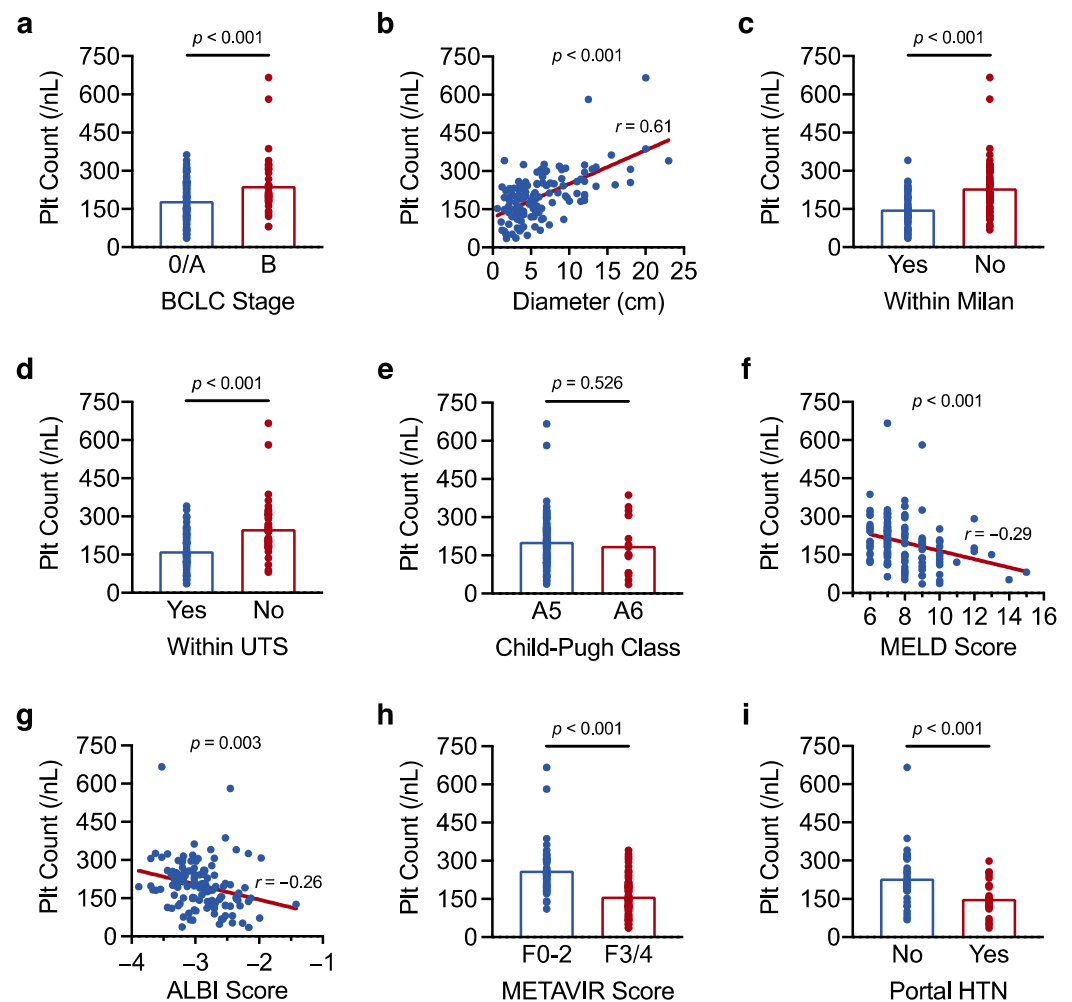 a
p < 0.001
Plt Count (/nL)
750
600
450
300
150
0
0/A B
BCLC Stage
b
p < 0.001
r = 0.61
Plt Count (/nL)
750
600
450
300
150
0
0 5 10 15 20 25
Diameter (cm)
c
p < 0.001
Plt Count (/nL)
750
600
450
300
150
0
Yes No
Within Milan
d
p < 0.001
Plt Count (/nL)
750
600
450
300
150
0
Yes No
Within UTS
e
p = 0.526
Plt Count (/nL)
750
600
450
300
150
0
A5 A6
Child-Pugh Class
f
p < 0.001
r = −0.29
Plt Count (/nL)
750
600
450
300
150
0
6 8 10 12 14 16
MELD Score
g
p = 0.003
r = −0.26
Plt Count (/nL)
750
600
450
300
150
0
−4 −3 −2 −1
ALBI Score
h
p < 0.001
Plt Count (/nL)
750
600
450
300
150
0
F0-2 F3/4
METAVIR Score
i
p < 0.001
Plt Count (/nL)
750
600
450
300
150
0
No Yes
Portal HTN